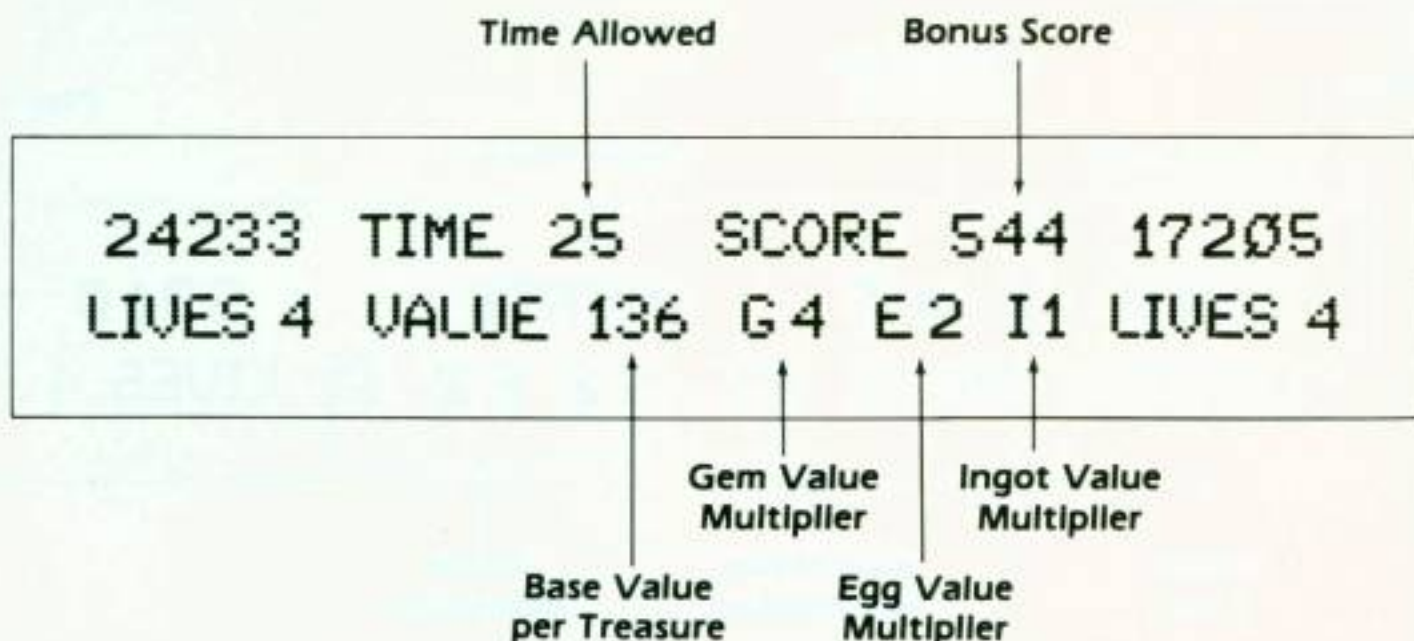 Time Allowed Bonus Score
24233 TIME 25 SCORE 544 172Ø5
LIVES 4 VALUE 136 G4 E2 I1 LIVES 4
Gem Value Ingot Value
Multiplier Multiplier
Base Value Egg Value
per Treasure Multiplier